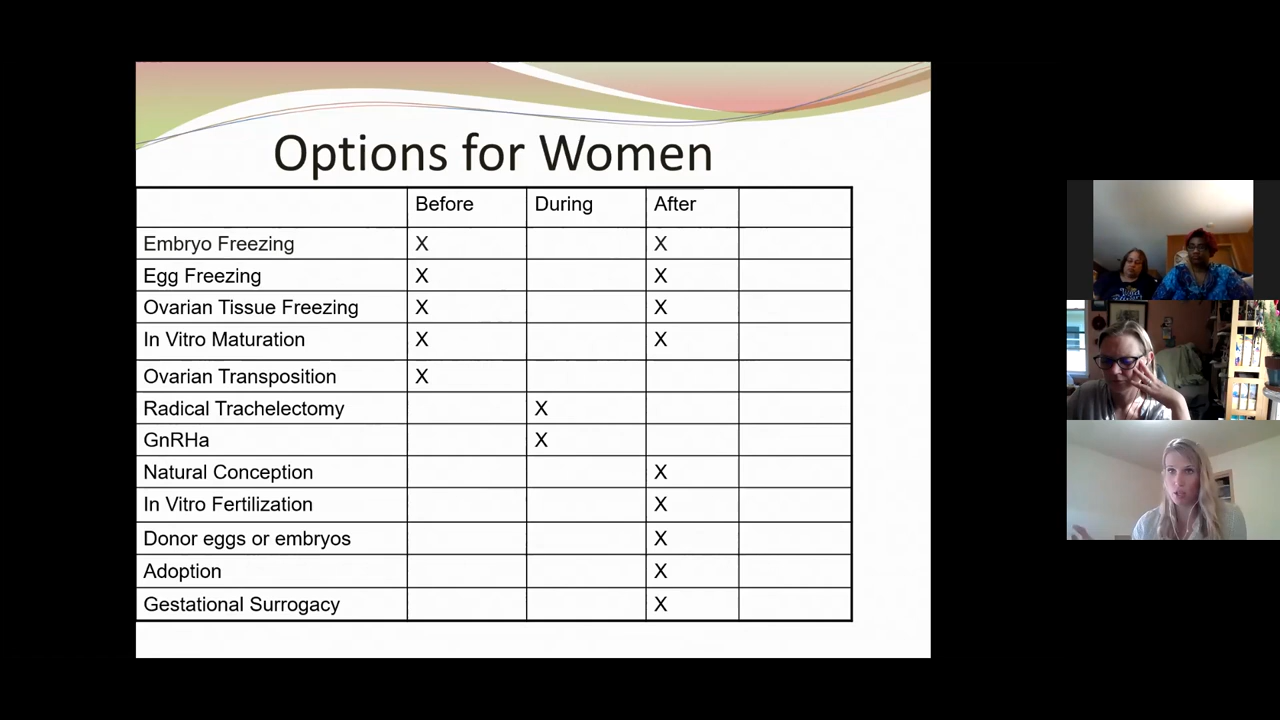 Options for Women
Before During After
Embryo Freezing X X
Egg Freezing X X
Ovarian Tissue Freezing X X
In Vitro Maturation X X
Ovarian Transposition X
Radical Trachelectomy X
GnRHa X
Natural Conception X
In Vitro Fertilization X
Donor eggs or embryos X
Adoption X
Gestational Surrogacy X